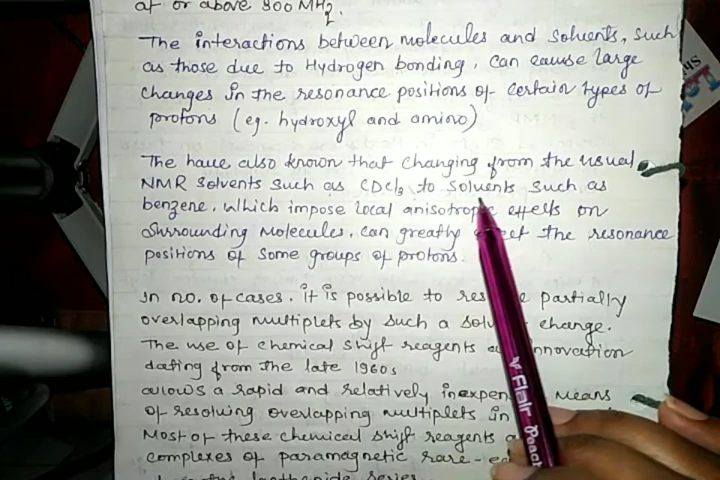 at or above 300 MHz.
The interactions between molecules and solvents, such
as those due to Hydrogen bonding, can cause large
changes in the resonance positions of certain types of
protons (eg. hydroxyl and amino)
The have also known that changing from the usual
NMR solvents such as CDCl3 to solvents such as
benzene, which impose local anisotropic effects on
surrounding molecules, can greatly the resonance
positions of some groups of protons.
In no. of cases, it is possible to partially
overlapping multiplets by such a change.
The use of chemical shift reagents innovation
dating from the late 1960s
allows a rapid and relatively means
of resolving overlapping multiplets in
Most of these chemical shift reagents
complexes of paramagnetic rare-
Flair Peach